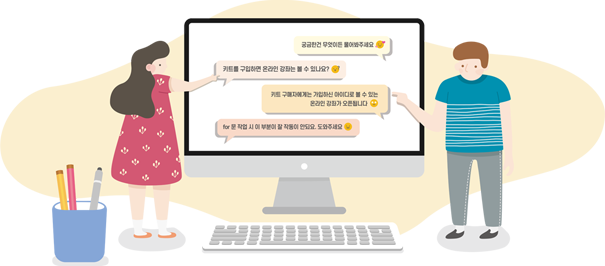 궁금한건 무엇이든 물어봐주세요
키트를 구입하면 온라인 강좌는 볼 수 있나요?
키트 구매자에게는 가입하신 아이디로 볼 수 있는
온라인 강좌가 오픈됩니다
for 문 작업 시 이 부분이 잘 작동이 안되요. 도와주세요